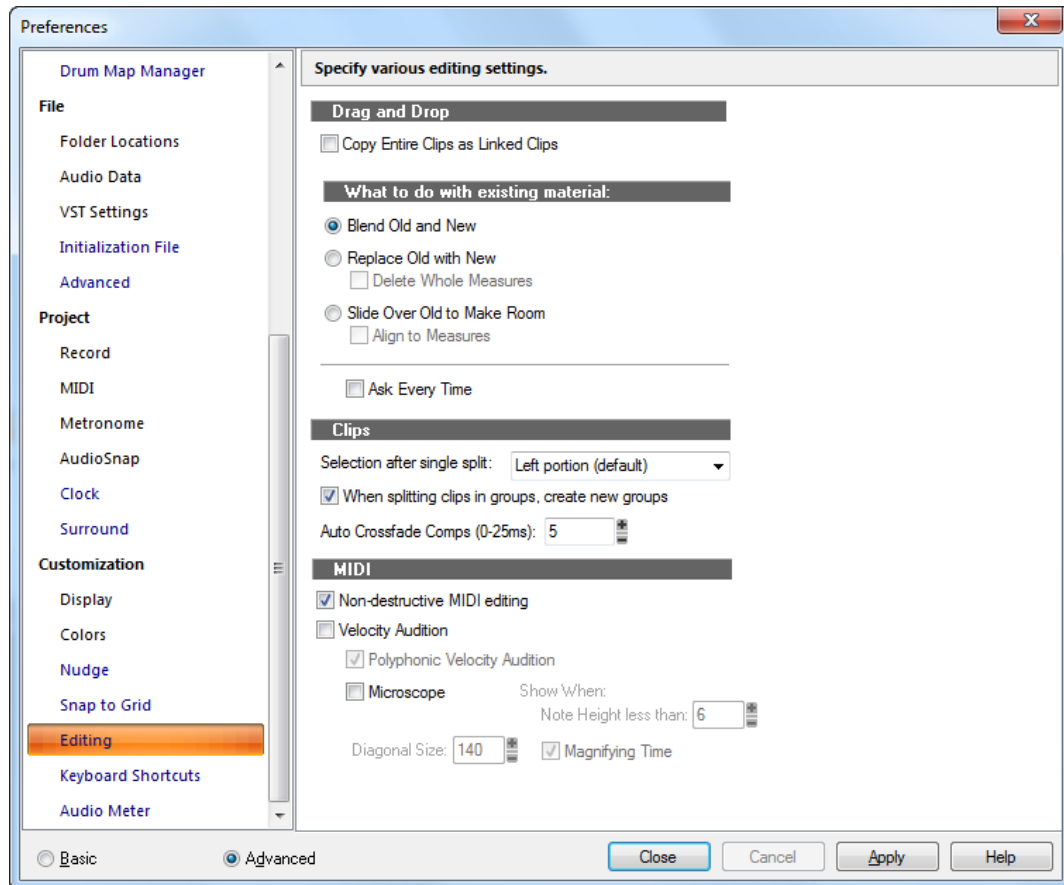 Preferences
Drum Map Manager
File
Folder Locations
Audio Data
VST Settings
Initialization File
Advanced
Project
Record
MIDI
Metronome
AudioSnap
Clock
Surround
Customization
Display
Colors
Nudge
Snap to Grid
Editing
Keyboard Shortcuts
Audio Meter
Specify various editing settings.
Drag and Drop
Copy Entire Clips as Linked Clips
What to do with existing material:
Blend Old and New
Replace Old with New
Delete Whole Measures
Slide Over Old to Make Room
Align to Measures
Ask Every Time
Clips
Selection after single split: Left portion (default)
When splitting clips in groups, create new groups
Auto Crossfade Comps (0-25ms): 5
MIDI
Non-destructive MIDI editing
Velocity Audition
Polyphonic Velocity Audition
Microscope Show When:
Note Height less than: 6
Diagonal Size: 140 Magnifying Time
Basic Advanced Close Cancel Apply Help